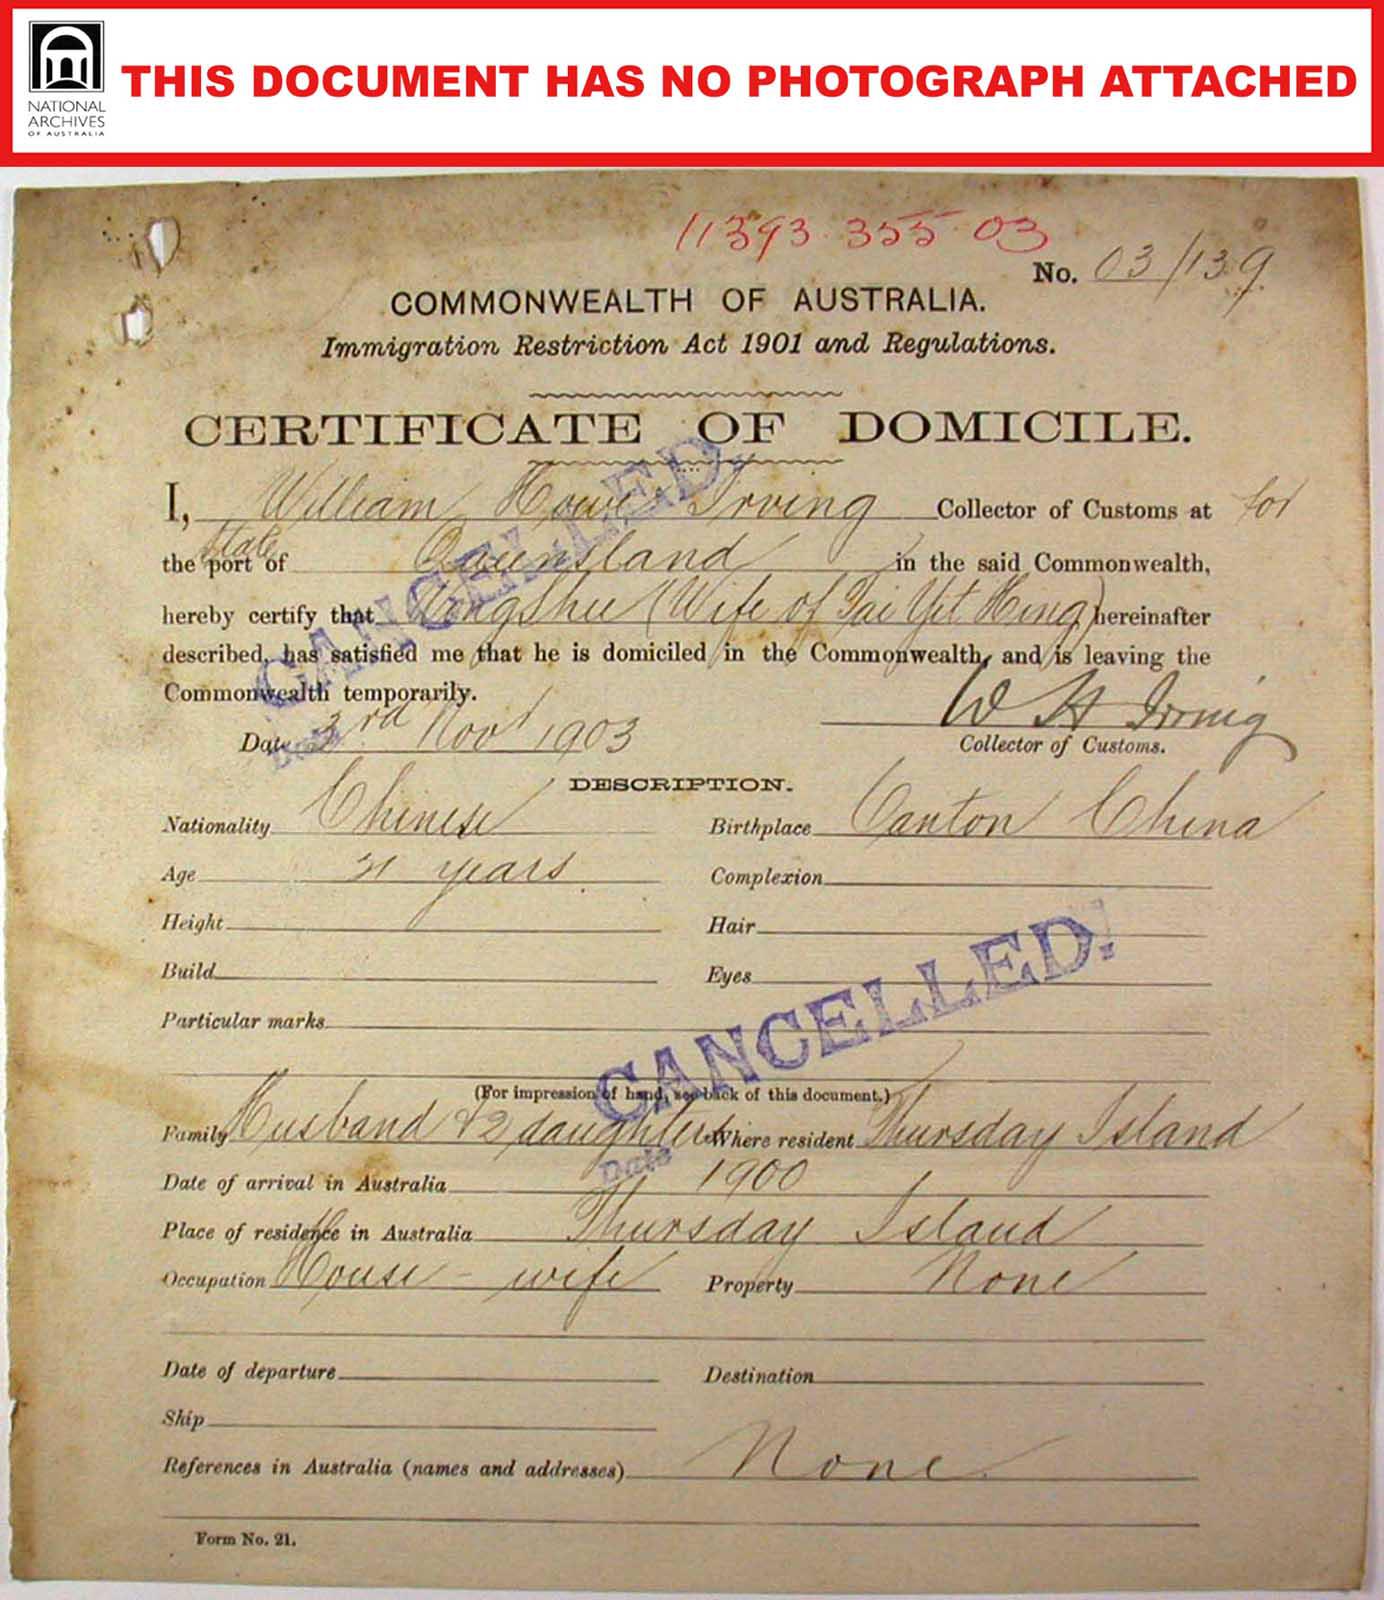 NATIONAL
ARCHIVES
OF AUSTRALIA
THIS DOCUMENT HAS NO PHOTOGRAPH ATTACHED
11393.355.03
No. 03/139
COMMONWEALTH OF AUSTRALIA.
Immigration Restriction Act 1901 and Regulations.
CERTIFICATE OF DOMICILE.
I, William Howe Irving Collector of Customs at for
State
the port of Queensland in the said Commonwealth,
hereby certify that (Wife of Tai Yit Hing) hereinafter
described, has satisfied me that he is domiciled in the Commonwealth, and is leaving the
Commonwealth temporarily.
CANCELLED.
Date 3rd Nov 1903
W H Irving
Collector of Customs.
DESCRIPTION.
Nationality Chinese Birthplace Canton China
Age years. Complexion
Height Hair
Build Eyes
Particular marks
CANCELLED.
Date
(For impression of hand, see back of this document.)
Family Husband & 2 daughters Where resident Thursday Island
Date of arrival in Australia 1900
Place of residence in Australia Thursday Island
Occupation House-wife Property None
Date of departure Destination
Ship
References in Australia (names and addresses) None.
Form No. 21.